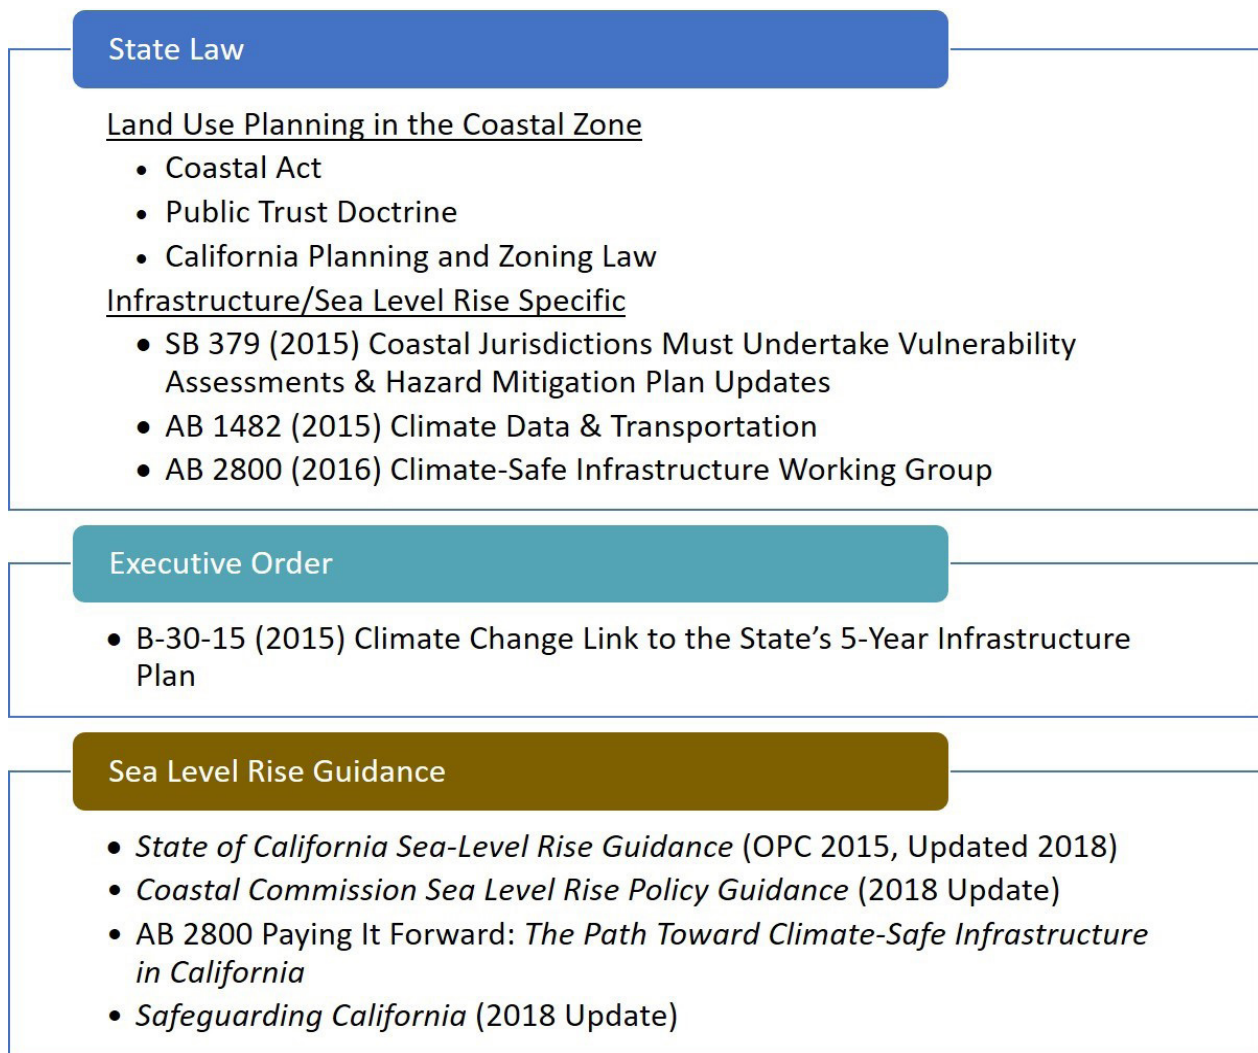 State Law
Land Use Planning in the Coastal Zone
• Coastal Act
• Public Trust Doctrine
• California Planning and Zoning Law
Infrastructure/Sea Level Rise Specific
• SB 379 (2015) Coastal Jurisdictions Must Undertake Vulnerability
Assessments & Hazard Mitigation Plan Updates
• AB 1482 (2015) Climate Data & Transportation
• AB 2800 (2016) Climate-Safe Infrastructure Working Group
Executive Order
• B-30-15 (2015) Climate Change Link to the State’s 5-Year Infrastructure
Plan
Sea Level Rise Guidance
• State of California Sea-Level Rise Guidance (OPC 2015, Updated 2018)
• Coastal Commission Sea Level Rise Policy Guidance (2018 Update)
• AB 2800 Paying It Forward: The Path Toward Climate-Safe Infrastructure
in California
• Safeguarding California (2018 Update)